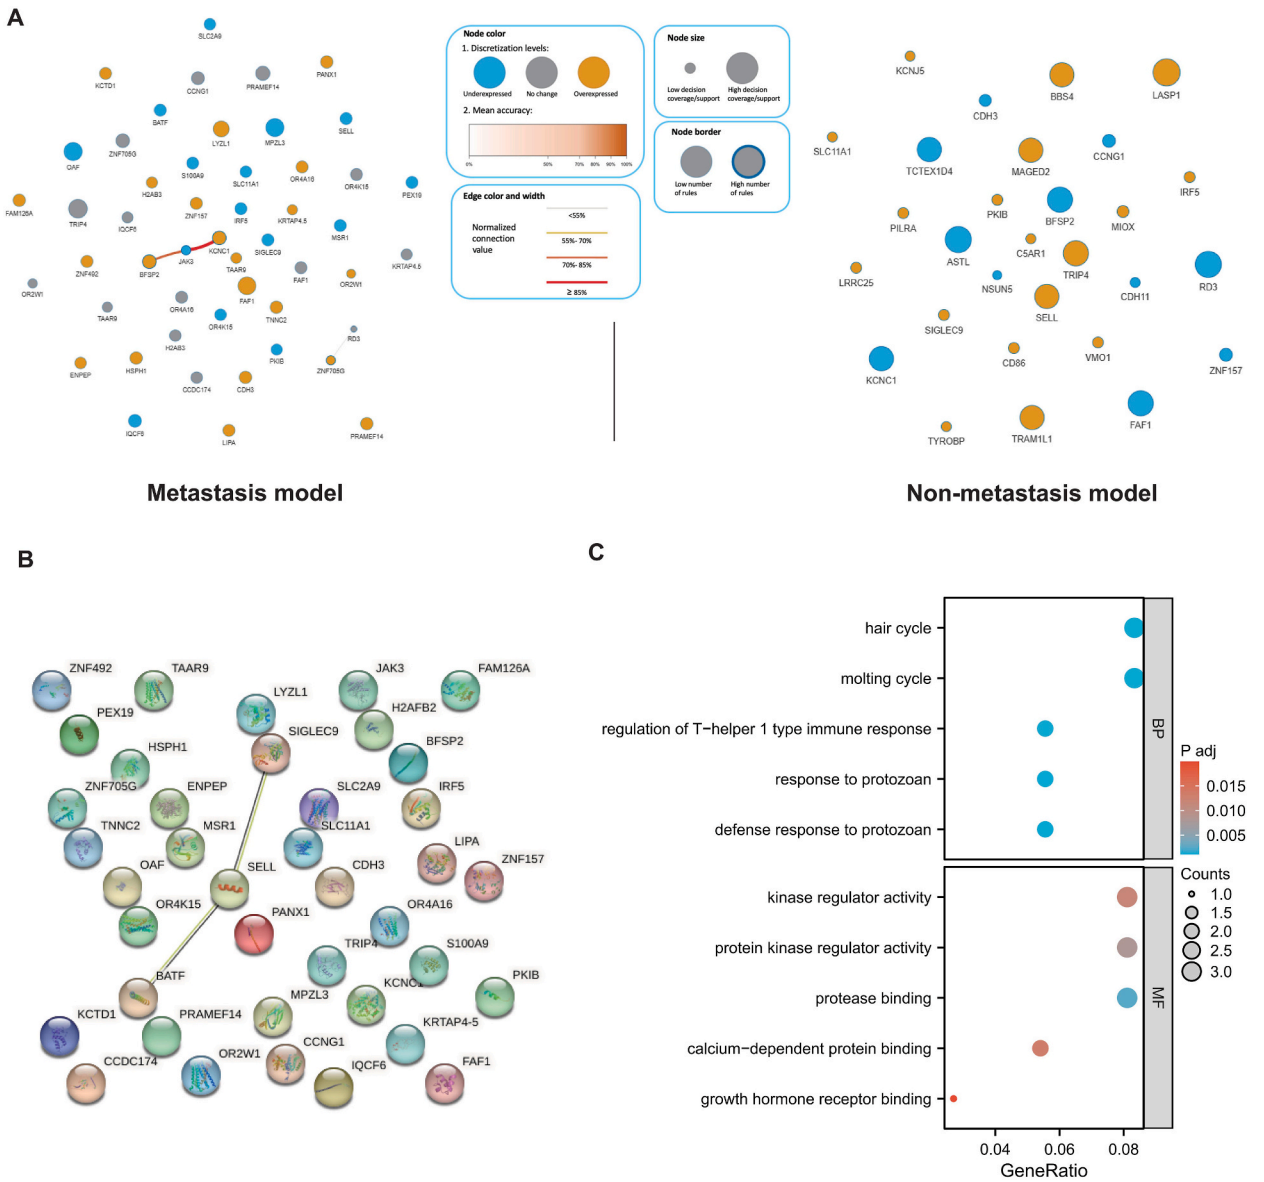 A
SLC2A9
PANX1
KCTD1
CCNG1
PRAMEF14
BATF
LYZL1
MPZL3
SELL
ZNF705G
OAF
S100A9
SLC11A1
OR4A16
OR4K15
PEX19
H2AB3
FAM126A
TRIP4
IQCF6
ZNF157
IRF5
KRTAP4.5
MSR1
KCNC1
SIGLEC9
JAK3
BFSP2
TAAR9
KRTAP4.5
ZNF492
FAF1
OR2W1
OR2W1
FAF1
OR4A16
TAAR9
TNNC2
OR4K15
RD3
H2AB3
PKIB
ZNF705G
HSPH1
ENPEP
CCDC174
CDH3
IQCF6
LIPA
PRAMEF14
Metastasis model
Node color
1. Discretization levels:
Underexpressed
No change
Overexpressed
2. Mean accuracy:
0%
50%
70%
80%
90%
100%
Node size
Low decision
coverage/support
High decision
coverage/support
Node border
Low number
of rules
High number
of rules
Edge color and width
Normalized
connection
value
<55%
55%- 70%
70%- 85%
≥ 85%
KCNJ5
BBS4
LASP1
CDH3
SLC11A1
TCTEX1D4
MAGED2
CCNG1
IRF5
PKIB
BFSP2
MIOX
PILRA
ASTL
C5AR1
TRIP4
LRRC25
NSUN5
CDH11
RD3
SIGLEC9
SELL
CD86
VMO1
KCNC1
ZNF157
TYROBP
TRAM1L1
FAF1
Non-metastasis model
B
ZNF492
TAAR9
JAK3
FAM126A
LYZL1
PEX19
H2AFB2
SIGLEC9
HSPH1
BFSP2
ZNF705G
ENPEP
SLC2A9
IRF5
TNNC2
MSR1
SLC11A1
LIPA
ZNF157
OAF
SELL
CDH3
OR4K15
PANX1
OR4A16
TRIP4
S100A9
BATF
KCNC1
PKIB
MPZL3
KCTD1
PRAMEF14
KRTAP4-5
CCDC174
OR2W1
CCNG1
IQCF6
FAF1
C
hair cycle
molting cycle
regulation of T−helper 1 type immune response
response to protozoan
defense response to protozoan
BP
kinase regulator activity
protein kinase regulator activity
protease binding
calcium−dependent protein binding
growth hormone receptor binding
MF
0.04
0.06
0.08
GeneRatio
P adj
0.015
0.010
0.005
Counts
1.0
1.5
2.0
2.5
3.0